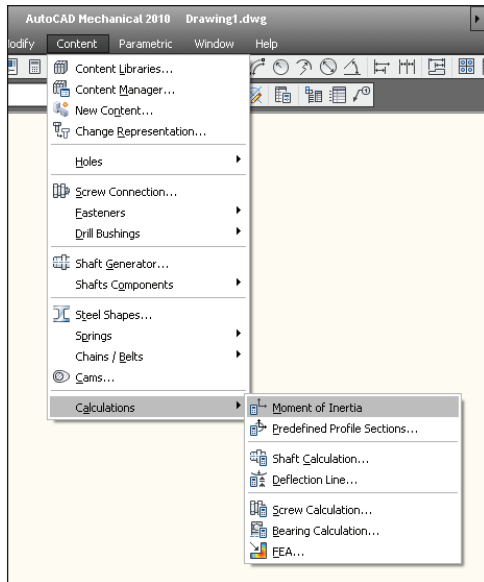 AutoCAD Mechanical 2010 Drawing1.dwg
odify Content Parametric Window Help
Content Libraries...
Content Manager...
New Content...
Change Representation...
Holes
Screw Connection...
Fasteners
Drill Bushings
Shaft Generator...
Shafts Components
Steel Shapes...
Springs
Chains / Belts
Cams...
Calculations
Moment of Inertia
Predefined Profile Sections...
Shaft Calculation...
Deflection Line...
Screw Calculation...
Bearing Calculation...
FEA...